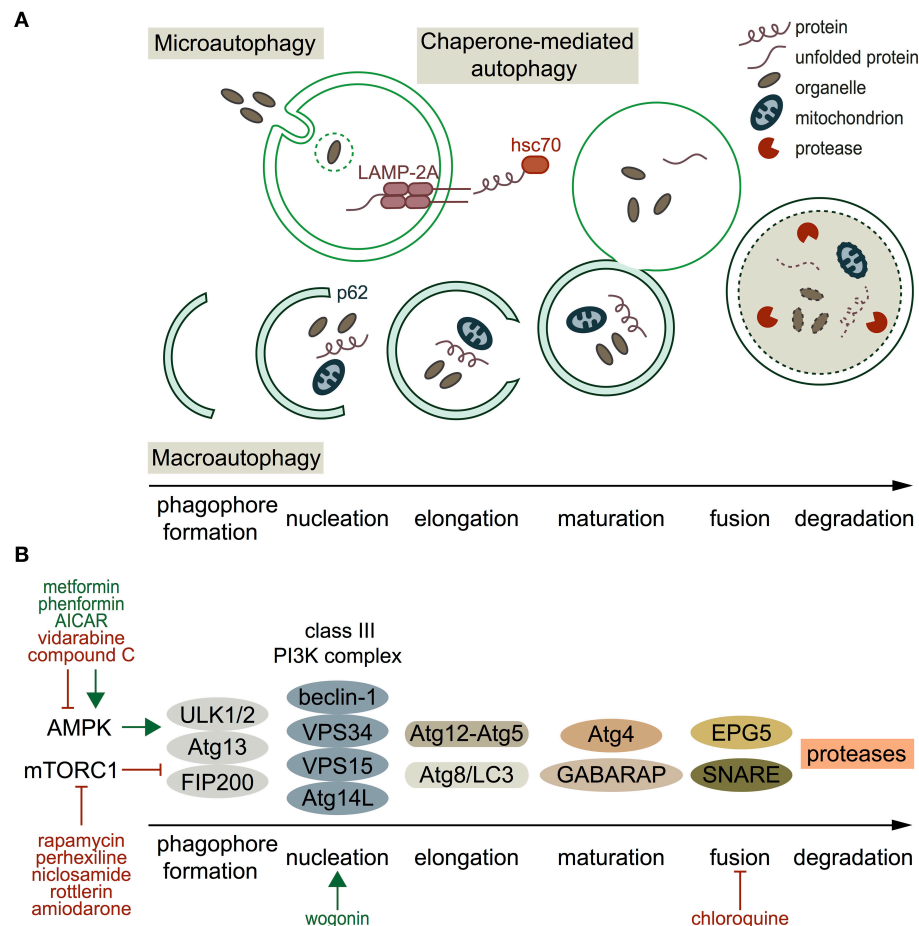 A
Microautophagy
Chaperone-mediated
autophagy
protein
unfolded protein
organelle
mitochondrion
protease
hsc70
LAMP-2A
p62
Macroautophagy
phagophore
formation
nucleation
elongation
maturation
fusion
degradation
B
metformin
phenformin
AICAR
vidarabine
compound C
class III
PI3K complex
AMPK
mTORC1
ULK1/2
Atg13
FIP200
beclin-1
VPS34
VPS15
Atg14L
Atg12-Atg5
Atg8/LC3
Atg4
GABARAP
EPG5
SNARE
proteases
rapamycin
perhexiline
niclosamide
rottlerin
amiodarone
phagophore
formation
nucleation
elongation
maturation
fusion
degradation
wogonin
chloroquine